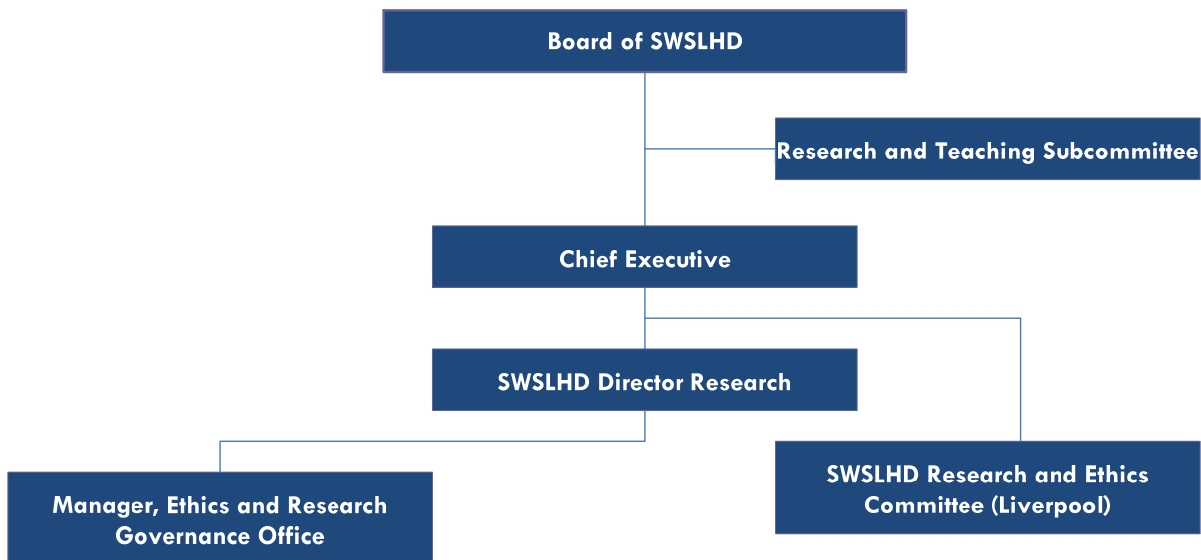 Board of SWSLHD
Research and Teaching Subcommittee
Chief Executive
SWSLHD Director Research
SWSLHD Research and Ethics
Committee (Liverpool)
Manager, Ethics and Research
Governance Office